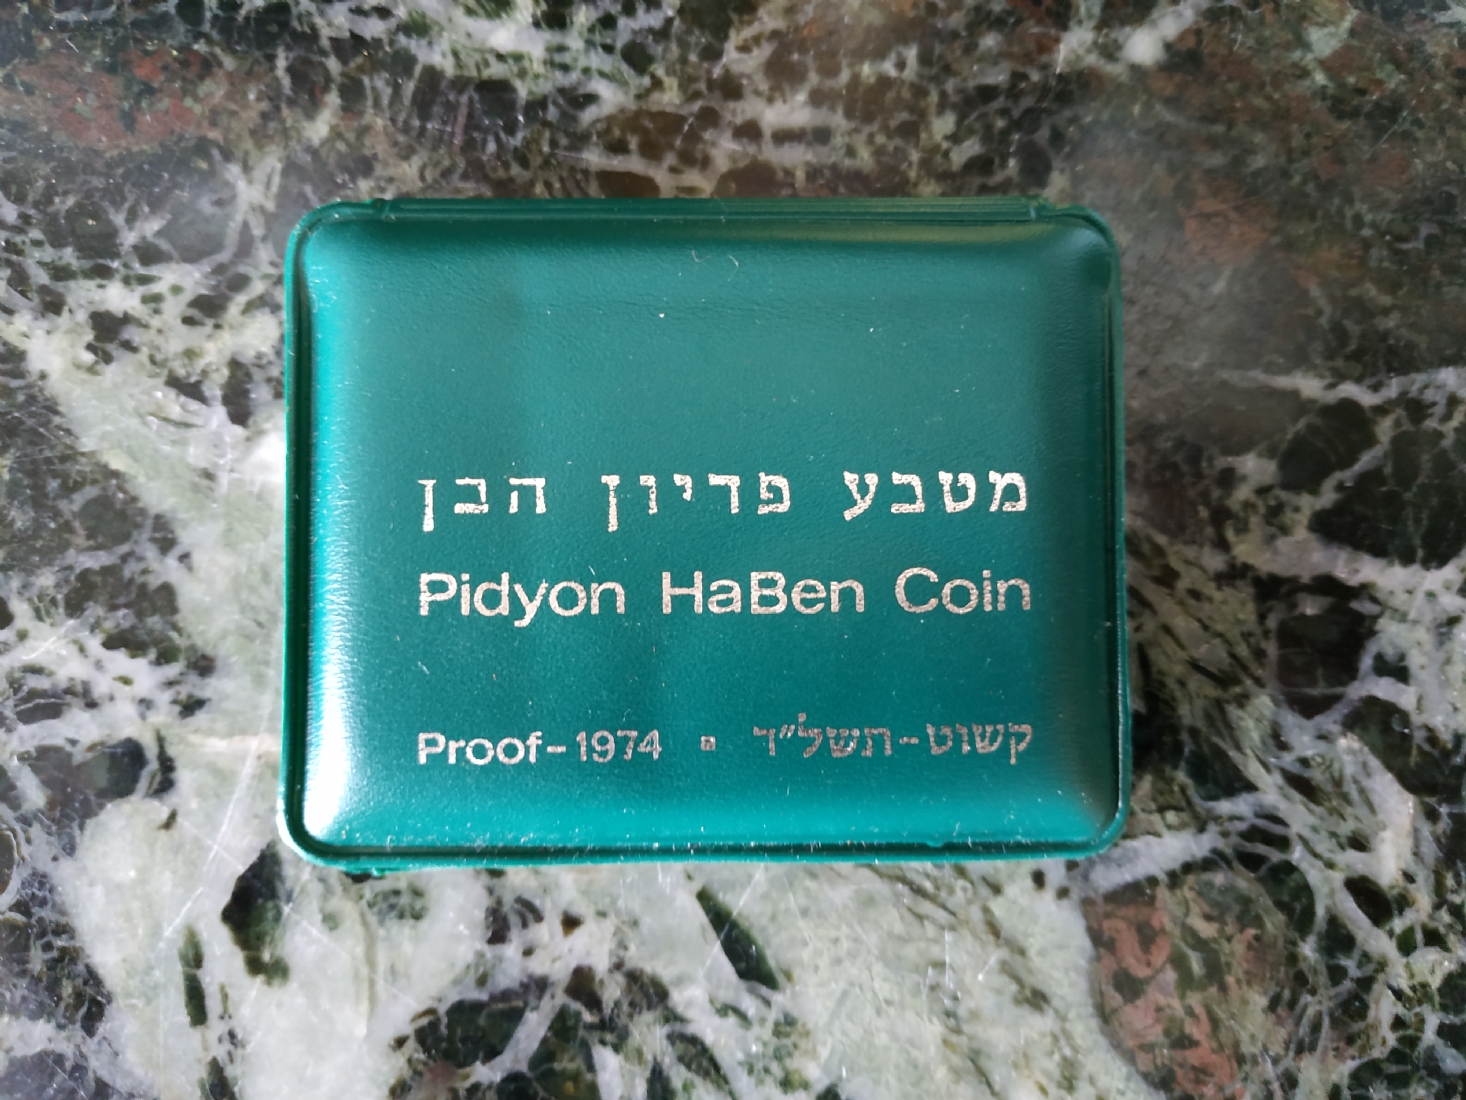 מטבע פדיון הבן
Pidyon HaBen Coin
Proof-1974 ▪ קשוט-תשל״ד